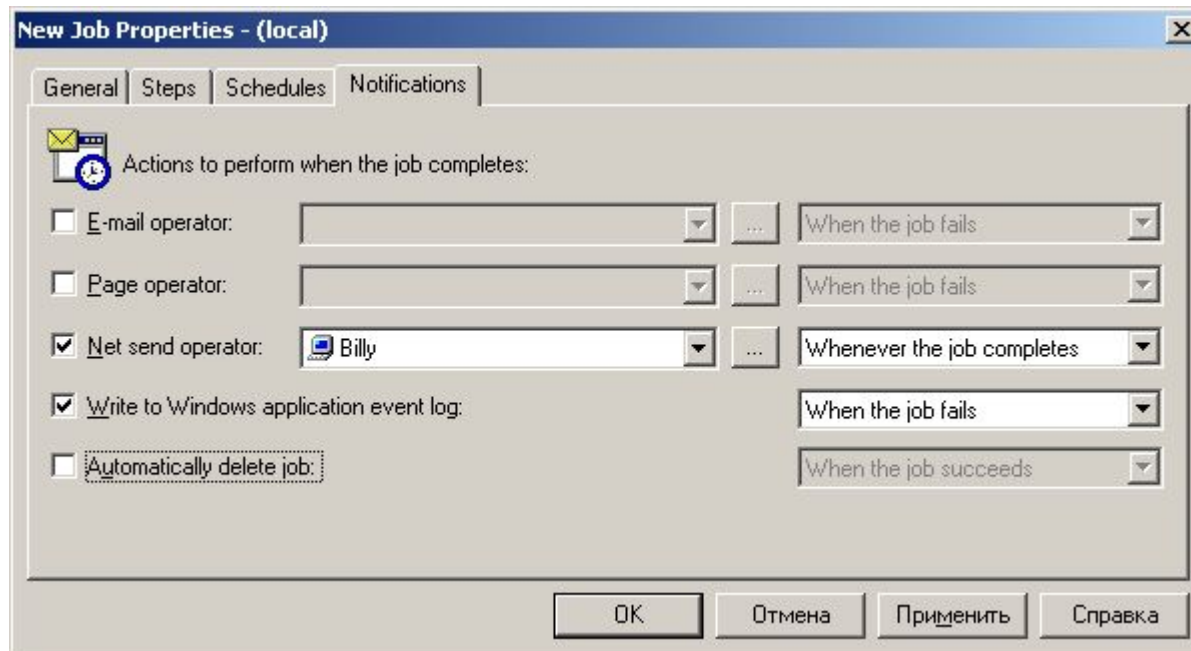 New Job Properties - (local)
General Steps Schedules Notifications
Actions to perform when the job completes:
E-mail operator: ... When the job fails
Page operator: ... When the job fails
Net send operator: Billy ... Whenever the job completes
Write to Windows application event log: When the job fails
Automatically delete job: When the job succeeds
OK Отмена Применить Справка